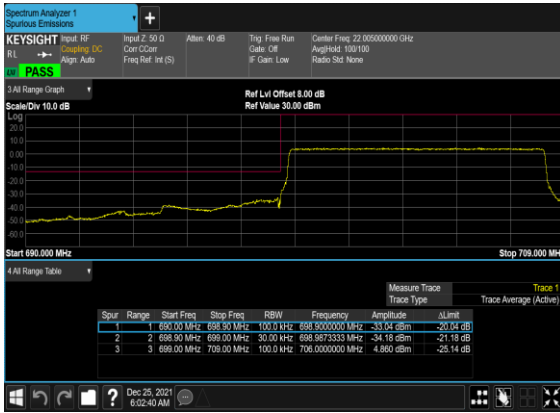 Spectrum Analyzer 1
Spurious Emissions
+
KEYSIGHT Input: RF Input Z: 50 Ω Atten: 40 dB Trig: Free Run Center Freq: 22.005000000 GHz
RL Coupling: DC Corr CCorr Gate: Off Avg|Hold: 100/100
Align: Auto Freq Ref: Int (S) IF Gain: Low Radio Std: None
PASS
3 All Range Graph
Ref Lvl Offset 8.00 dB
Scale/Div 10.0 dB Ref Value 30.00 dBm
Log
20.0
10.0
0.00
-10.0
-20.0
-30.0
-40.0
-50.0
-60.0
Start 690.000 MHz Stop 709.000 MH
4 All Range Table
Measure Trace Trace 1
Trace Type Trace Average (Active)
Spur Range Start Freq Stop Freq RBW Frequency Amplitude ΔLimit
1 1 690.00 MHz 698.90 MHz 100.0 kHz 698.9000000 MHz -33.04 dBm -20.04 dB
2 2 698.90 MHz 699.00 MHz 30.00 kHz 698.9873333 MHz -34.18 dBm -21.18 dB
3 3 699.00 MHz 709.00 MHz 100.0 kHz 706.0000000 MHz 4.860 dBm -25.14 dB
? Dec 25, 2021
6:02:40 AM